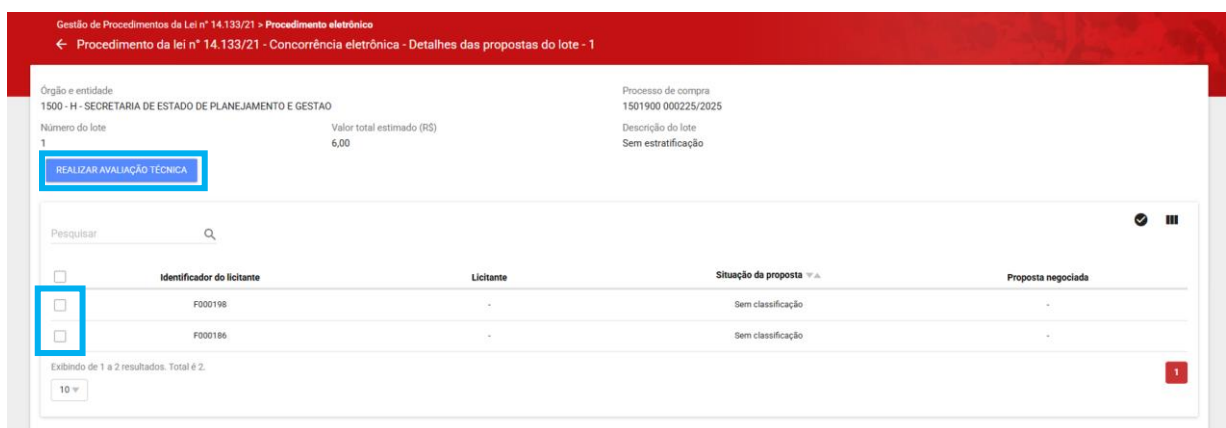 Gestão de Procedimentos da Lei n° 14.133/21 > Procedimento eletrônico
Procedimento da lei n° 14.133/21 - Concorrência eletrônica - Detalhes das propostas do lote - 1
Órgão e entidade
1500 - H - SECRETARIA DE ESTADO DE PLANEJAMENTO E GESTAO
Processo de compra
1501900 000225/2025
Número do lote
1
Valor total estimado (R$)
6,00
Descrição do lote
Sem estratificação
REALIZAR AVALIAÇÃO TÉCNICA
Pesquisar
Identificador do licitante Licitante Situação da proposta Proposta negociada
F000198 - Sem classificação -
F000186 - Sem classificação -
Exibindo de 1 a 2 resultados. Total é 2.
10
1